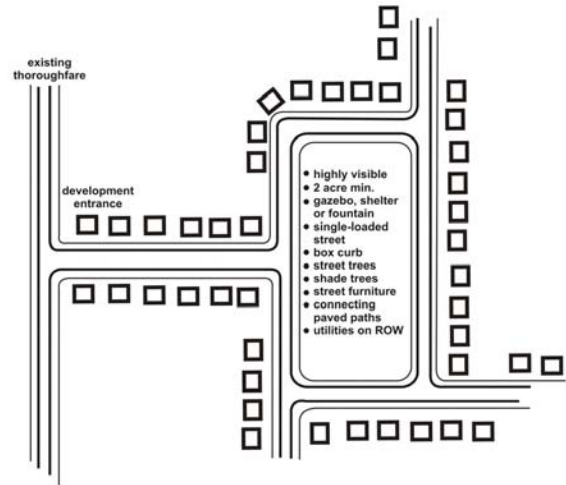 existing
thoroughfare
development
entrance
• highly visible
• 2 acre min.
• gazebo, shelter
or fountain
• single-loaded
street
• box curb
• street trees
• shade trees
• street furniture
• connecting
paved paths
• utilities on ROW